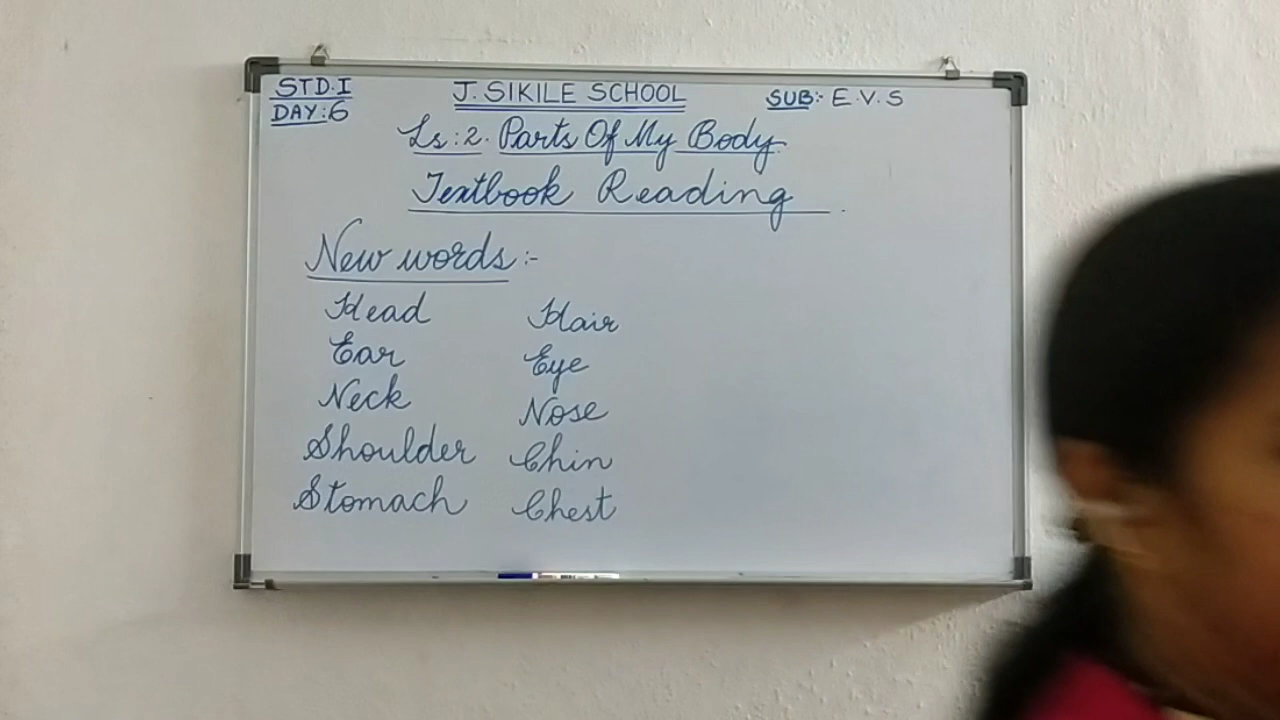 STD.I J. SIKILE SCHOOL SUB:- E.V.S
DAY:6
Ls:2. Parts Of My Body
Textbook Reading
New words:-
Head Hair
Ear Eye
Neck Nose
Shoulder Chin
Stomach Chest